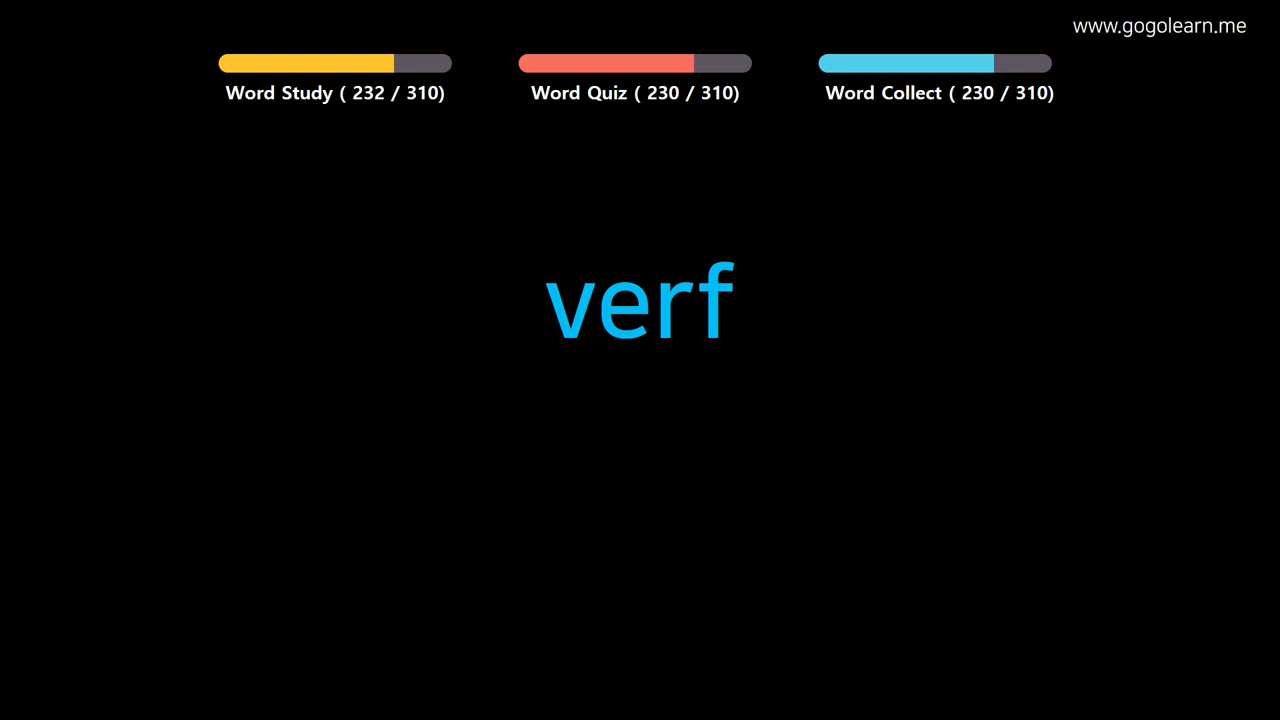 www.gogolearn.me
Word Study ( 232 / 310)
Word Quiz ( 230 / 310)
Word Collect ( 230 / 310)
verf